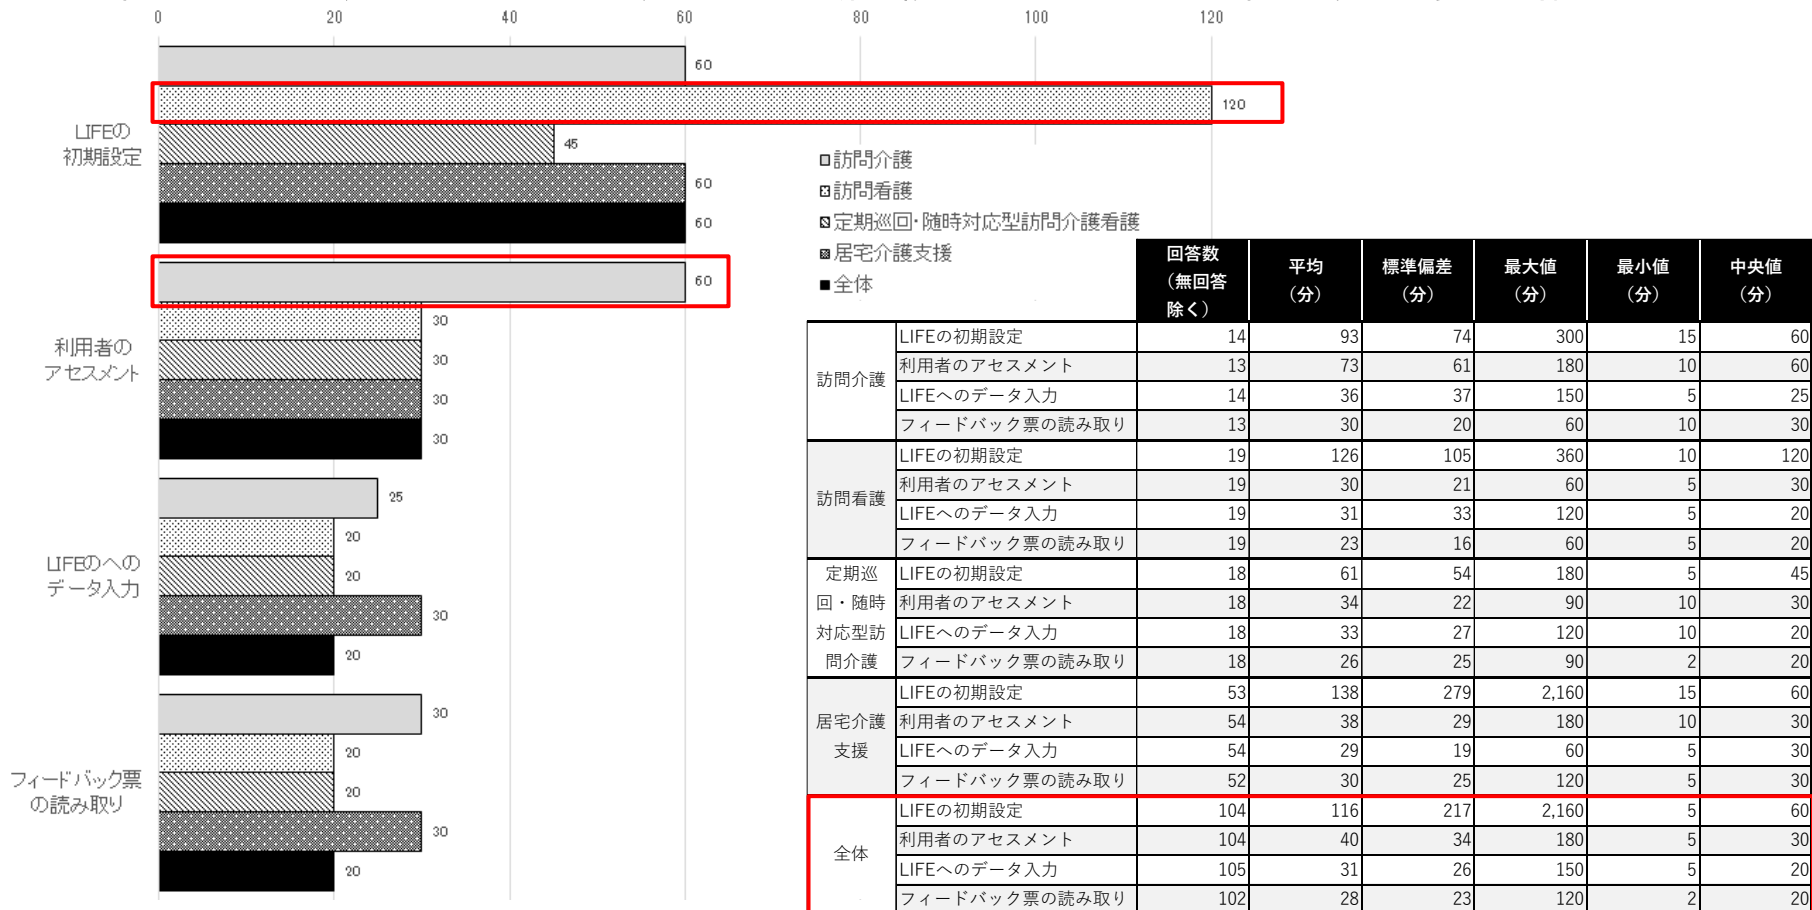 0 20 40 60 80 100 120
LIFEの
初期設定
60
120
45
60
60
利用者の
アセスメント
60
30
30
30
30
LIFEのへの
データ入力
25
20
20
30
20
フィードバック票
の読み取り
30
20
20
30
20
訪問介護
訪問看護
定期巡回・随時対応型訪問介護看護
居宅介護支援
全体
回答数
（無回答
除く）
平均
（分）
標準偏差
（分）
最大値
（分）
最小値
（分）
中央値
（分）
訪問介護
LIFEの初期設定 14 93 74 300 15 60
利用者のアセスメント 13 73 61 180 10 60
LIFEへのデータ入力 14 36 37 150 5 25
フィードバック票の読み取り 13 30 20 60 10 30
訪問看護
LIFEの初期設定 19 126 105 360 10 120
利用者のアセスメント 19 30 21 60 5 30
LIFEへのデータ入力 19 31 33 120 5 20
フィードバック票の読み取り 19 23 16 60 5 20
定期巡
回・随時
対応型訪
問介護
LIFEの初期設定 18 61 54 180 5 45
利用者のアセスメント 18 34 22 90 10 30
LIFEへのデータ入力 18 33 27 120 10 20
フィードバック票の読み取り 18 26 25 90 2 20
居宅介護
支援
LIFEの初期設定 53 138 279 2,160 15 60
利用者のアセスメント 54 38 29 180 10 30
LIFEへのデータ入力 54 29 19 60 5 30
フィードバック票の読み取り 52 30 25 120 5 30
全体
LIFEの初期設定 104 116 217 2,160 5 60
利用者のアセスメント 104 40 34 180 5 30
LIFEへのデータ入力 105 31 26 150 5 20
フィードバック票の読み取り 102 28 23 120 2 20